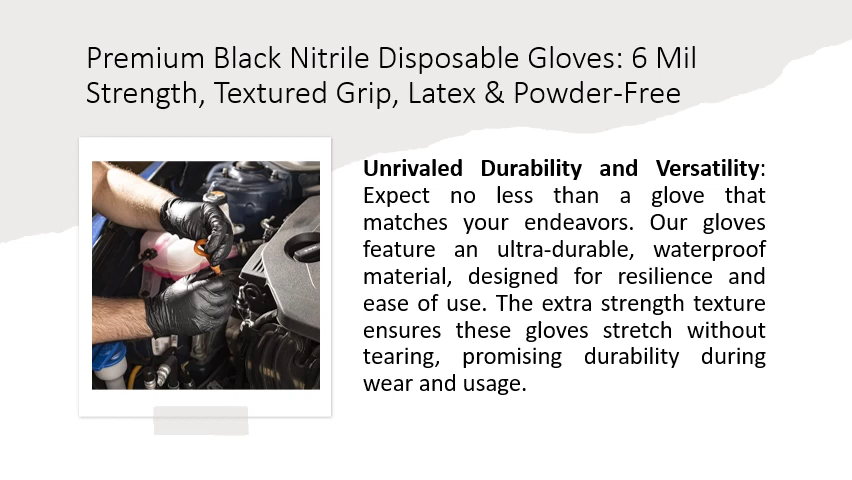 Premium Black Nitrile Disposable Gloves: 6 Mil
Strength, Textured Grip, Latex & Powder-Free
Unrivaled Durability and Versatility:
Expect no less than a glove that
matches your endeavors. Our gloves
feature an ultra-durable, waterproof
material, designed for resilience and
ease of use. The extra strength texture
ensures these gloves stretch without
tearing, promising durability during
wear and usage.